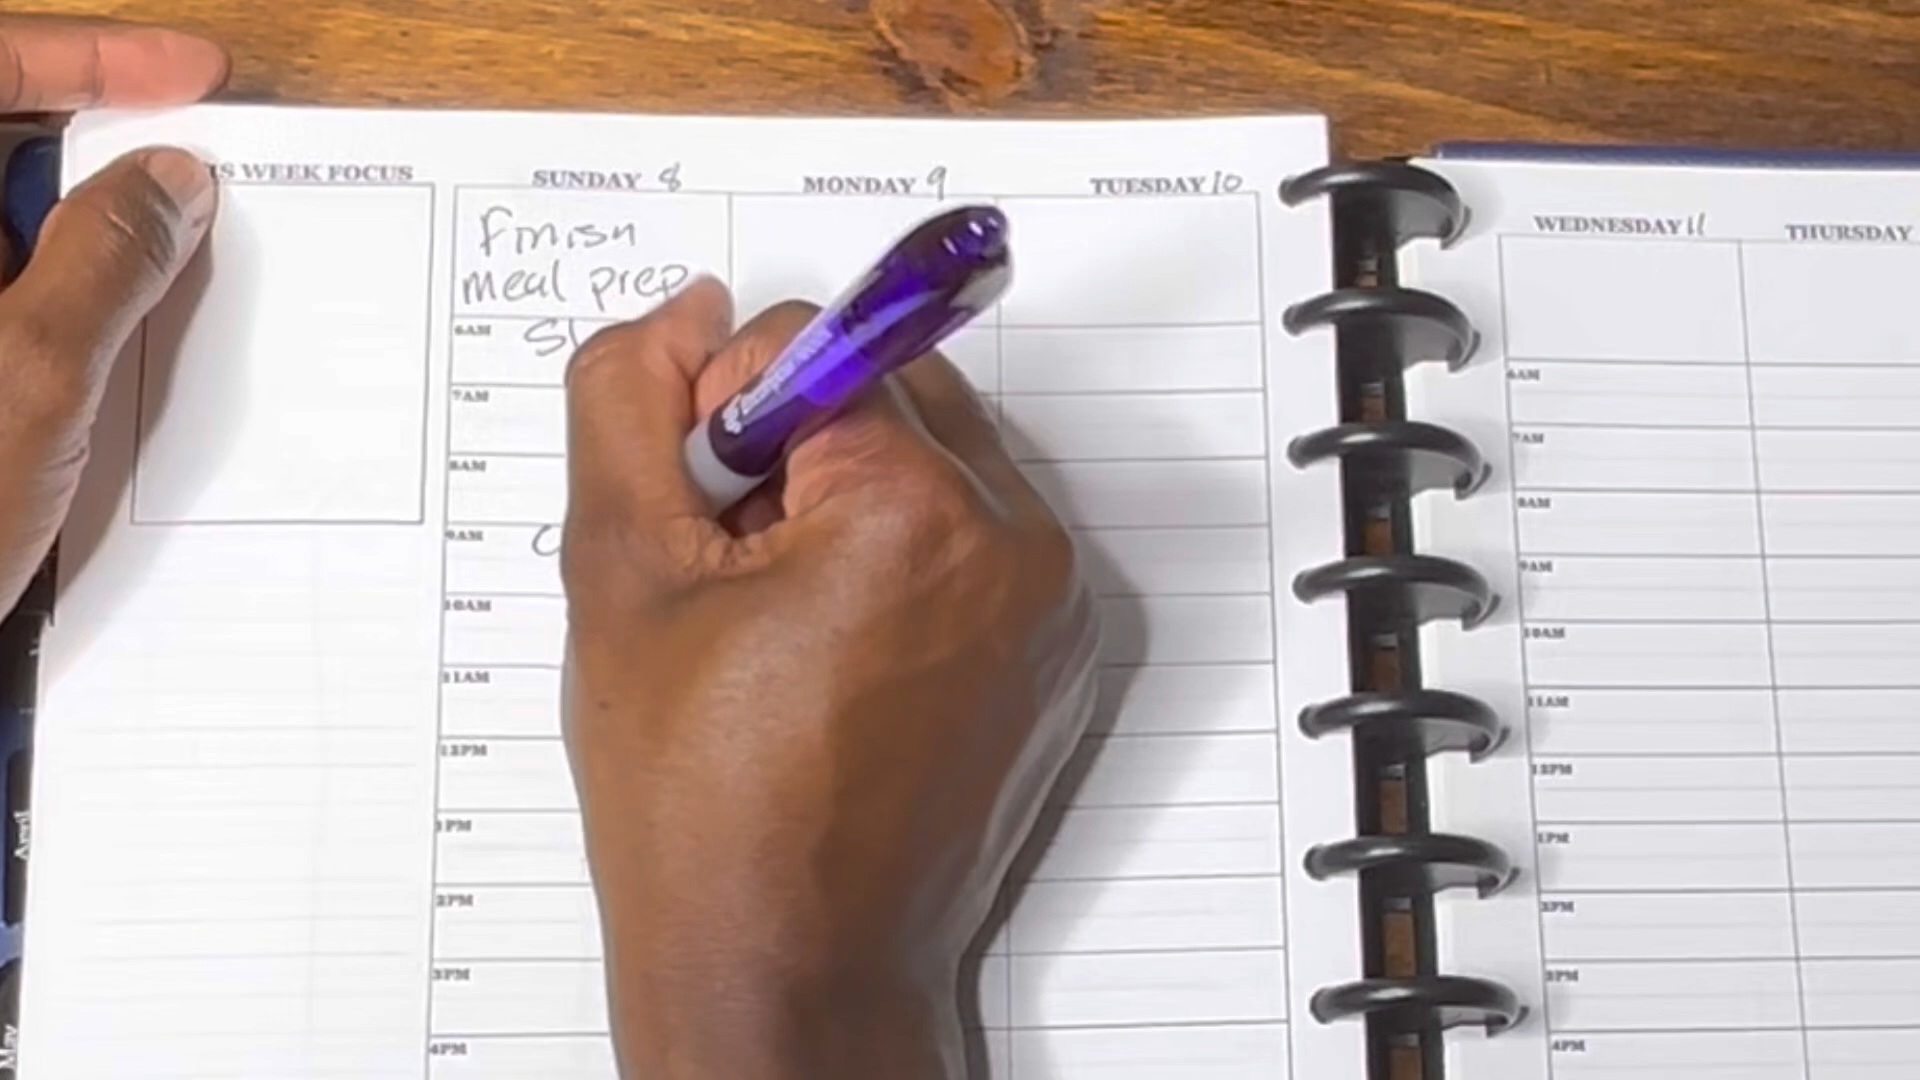 IS WEEK FOCUS
SUNDAY 8
MONDAY 9
TUESDAY 10
Finish
meal prep
6AM
7AM
8AM
9AM
10AM
11AM
12PM
1PM
2PM
3PM
4PM
WEDNESDAY 11
THURSDAY
6AM
7AM
8AM
9AM
10AM
11AM
12PM
1PM
2PM
3PM
4PM
April
May